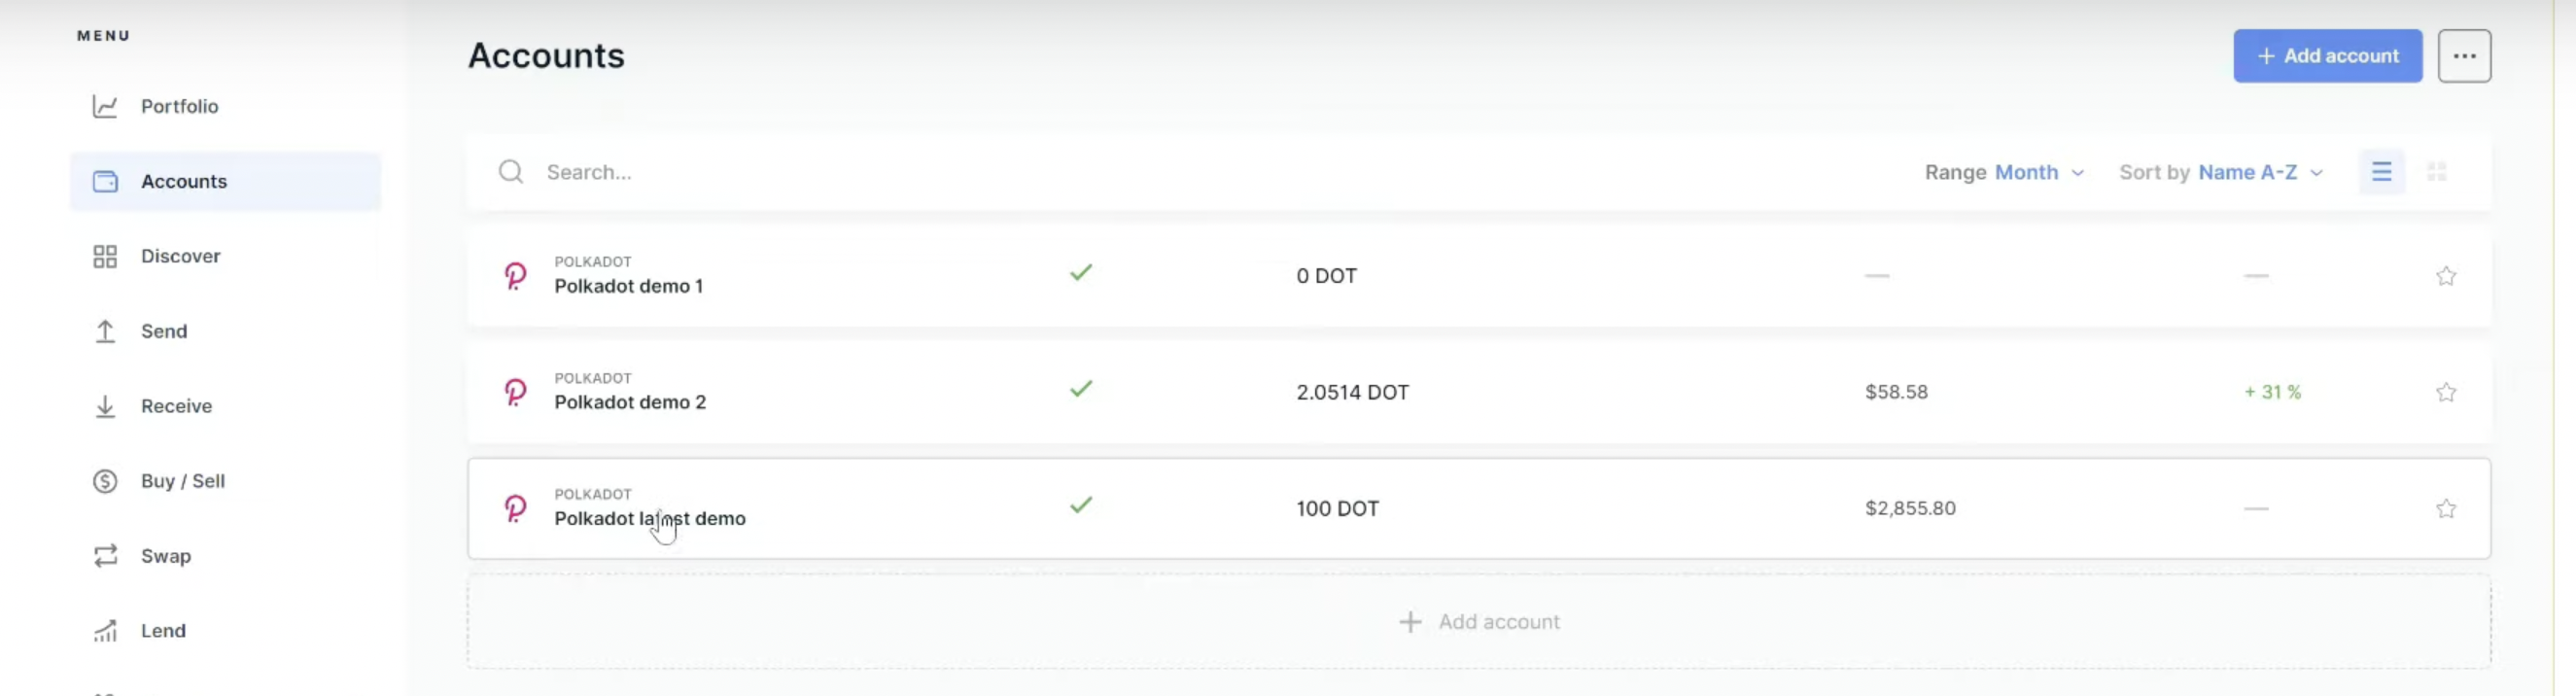 MENU
Portfolio
Accounts
Discover
Send
Receive
Buy / Sell
Swap
Lend
Accounts
+ Add account
Search...
Range Month
Sort by Name A-Z
POLKADOT
Polkadot demo 1
0 DOT
—
—
POLKADOT
Polkadot demo 2
2.0514 DOT
$58.58
+ 31 %
POLKADOT
Polkadot latest demo
100 DOT
$2,855.80
—
+ Add account